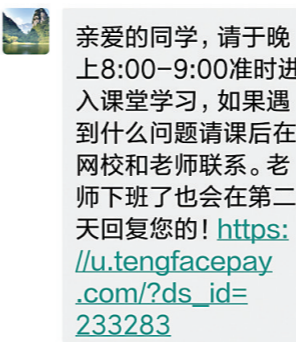 亲爱的同学，请于晚
上8:00-9:00准时进
入课堂学习，如果遇
到什么问题请课后在
网校和老师联系。老
师下班了也会在第二
天回复您的！https:
//u.tengfacepay
.com/?ds_id=
233283